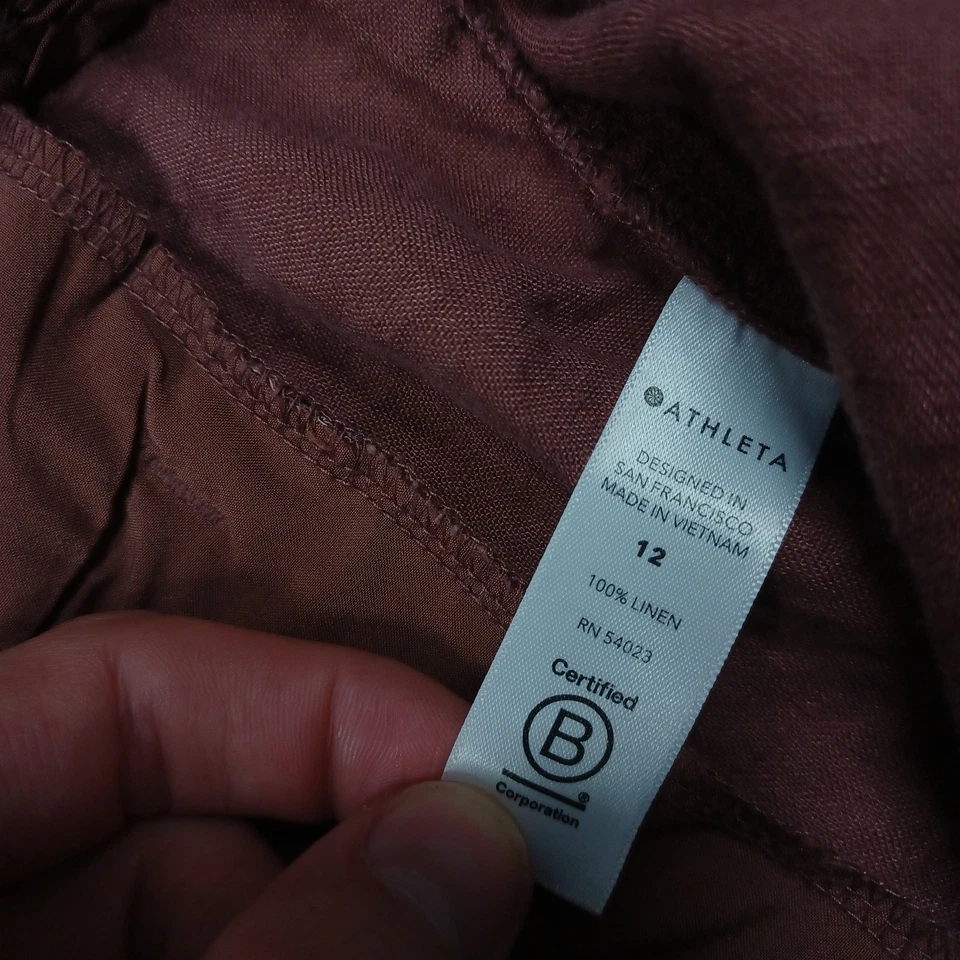 ATHLETA
DESIGNED IN
SAN FRANCISCO
MADE IN VIETNAM
12
100% LINEN
RN 54023
Certified
B
®
Corporation